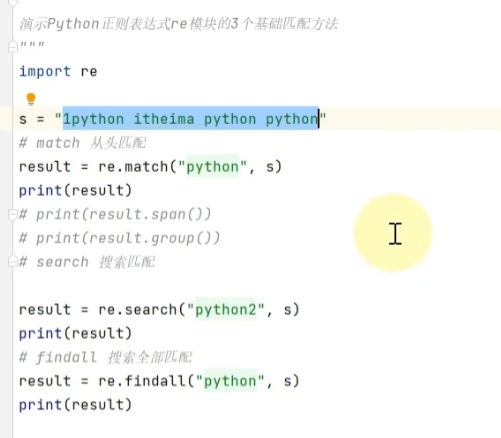 演示Python正则表达式re模块的3个基础匹配方法
"""
import re
s = "1python itheima python python"
# match 从头匹配
result = re.match("python", s)
print(result)
# print(result.span())
# print(result.group())
# search 搜索匹配
result = re.search("python2", s)
print(result)
# findall 搜索全部匹配
result = re.findall("python", s)
print(result)